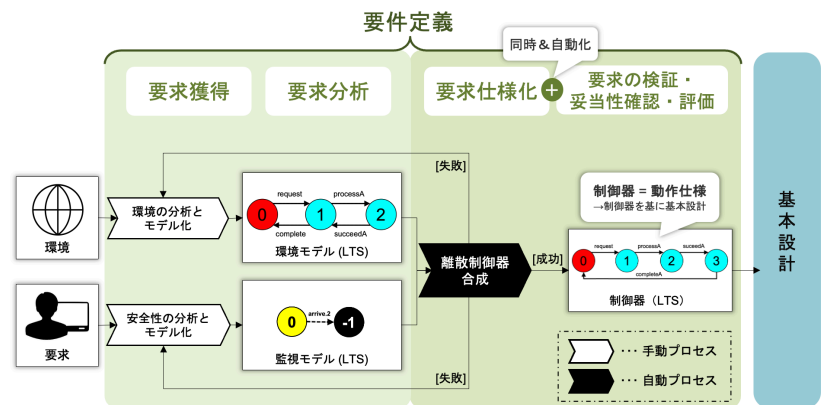 要件定義
同時＆自動化
要求獲得
要求分析
要求仕様化
+
要求の検証・
妥当性確認・評価
[失敗]
環境
環境の分析と
モデル化
request
processA
0
1
2
complete
succeedA
環境モデル (LTS)
制御器 = 動作仕様
→制御器を基に基本設計
離散制御器
合成
[成功]
request
processA
suceedA
0
1
2
3
completeA
制御器（LTS）
基本設計
要求
安全性の分析と
モデル化
0
arrive.2
-1
監視モデル (LTS)
[失敗]
･･･ 手動プロセス
･･･ 自動プロセス